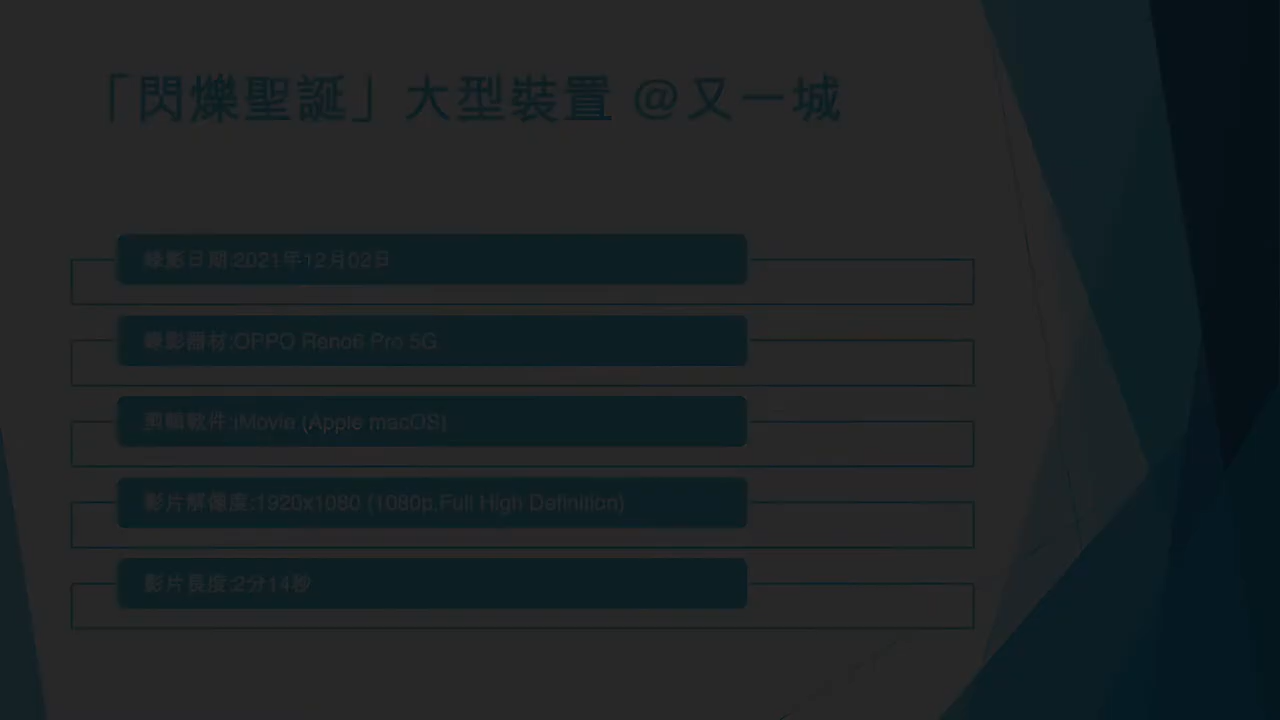 「閃爍聖誕」大型裝置 @又一城
錄影日期:2021年12月02日
錄影器材:OPPO Reno6 Pro 5G
剪輯軟件:iMovie (Apple macOS)
影片解像度:1920x1080 (1080p,Full High Definition)
影片長度:2分14秒